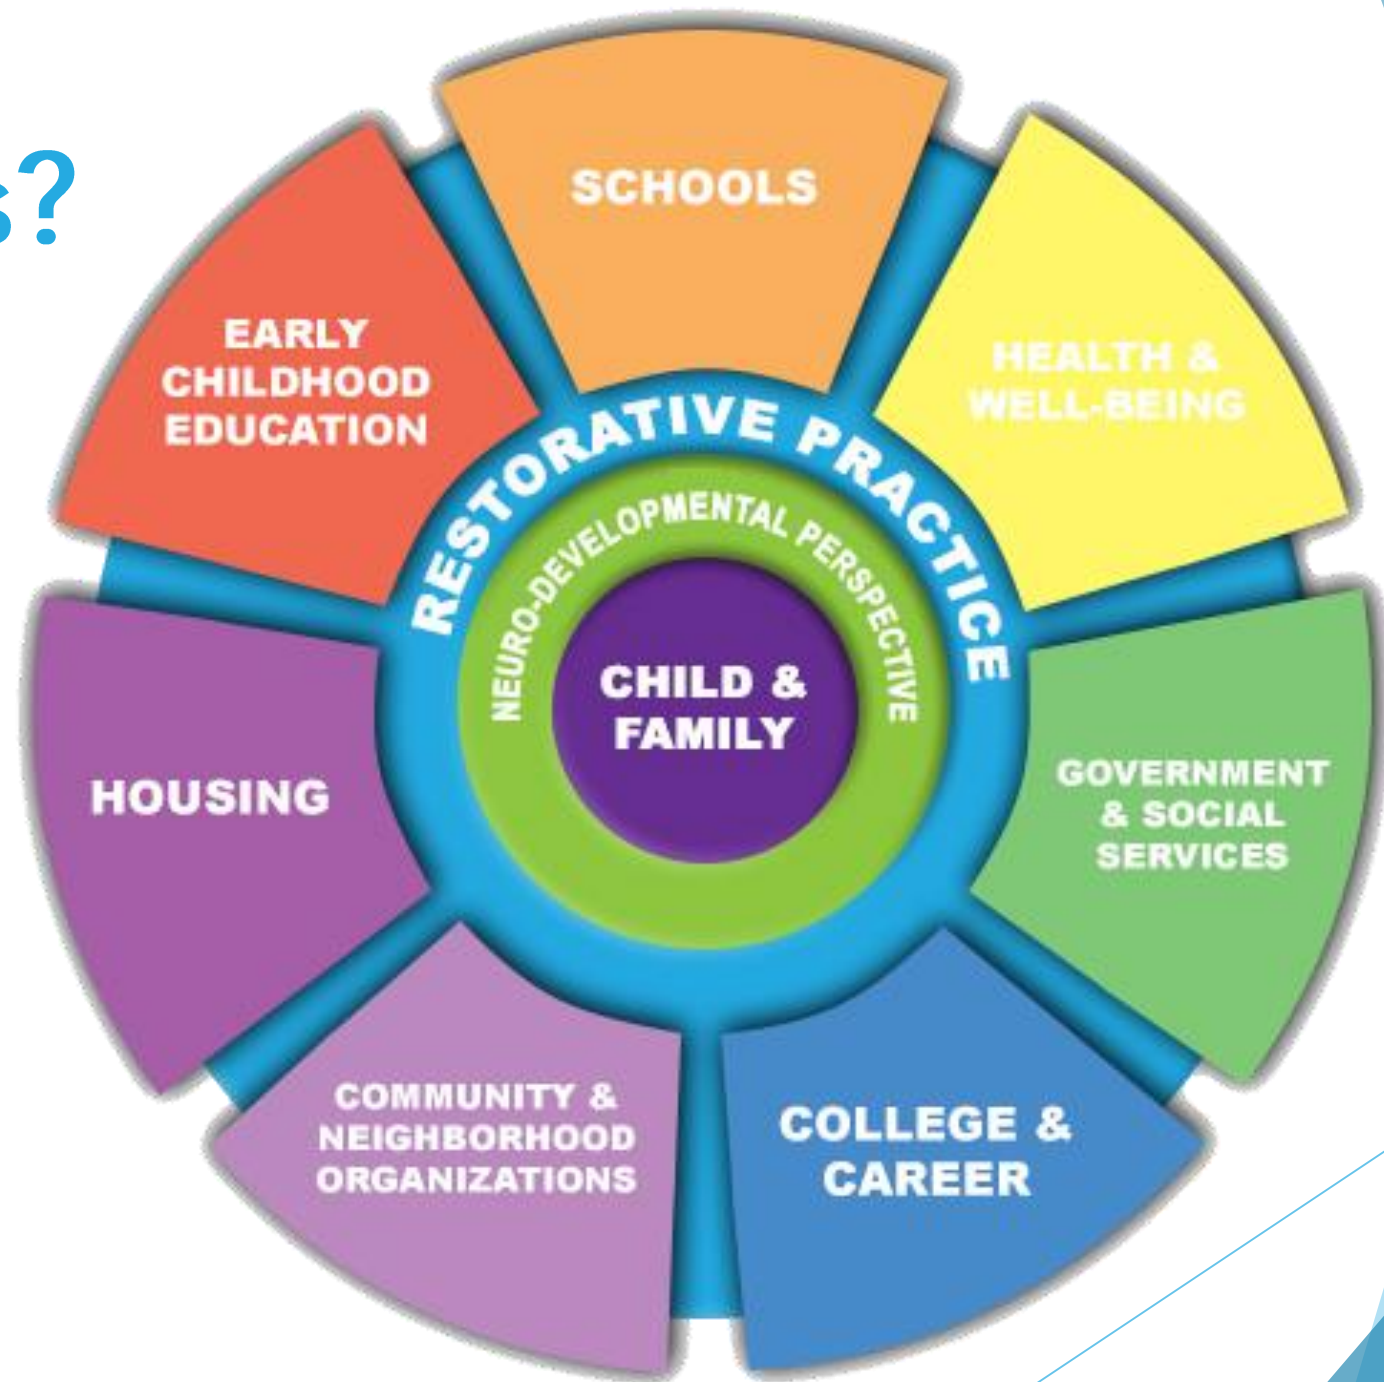 s?
SCHOOLS
HEALTH &
WELL-BEING
GOVERNMENT
& SOCIAL
SERVICES
COLLEGE &
CAREER
COMMUNITY &
NEIGHBORHOOD
ORGANIZATIONS
HOUSING
EARLY
CHILDHOOD
EDUCATION
RESTORATIVE PRACTICE
NEURO-DEVELOPMENTAL PERSPECTIVE
CHILD &
FAMILY